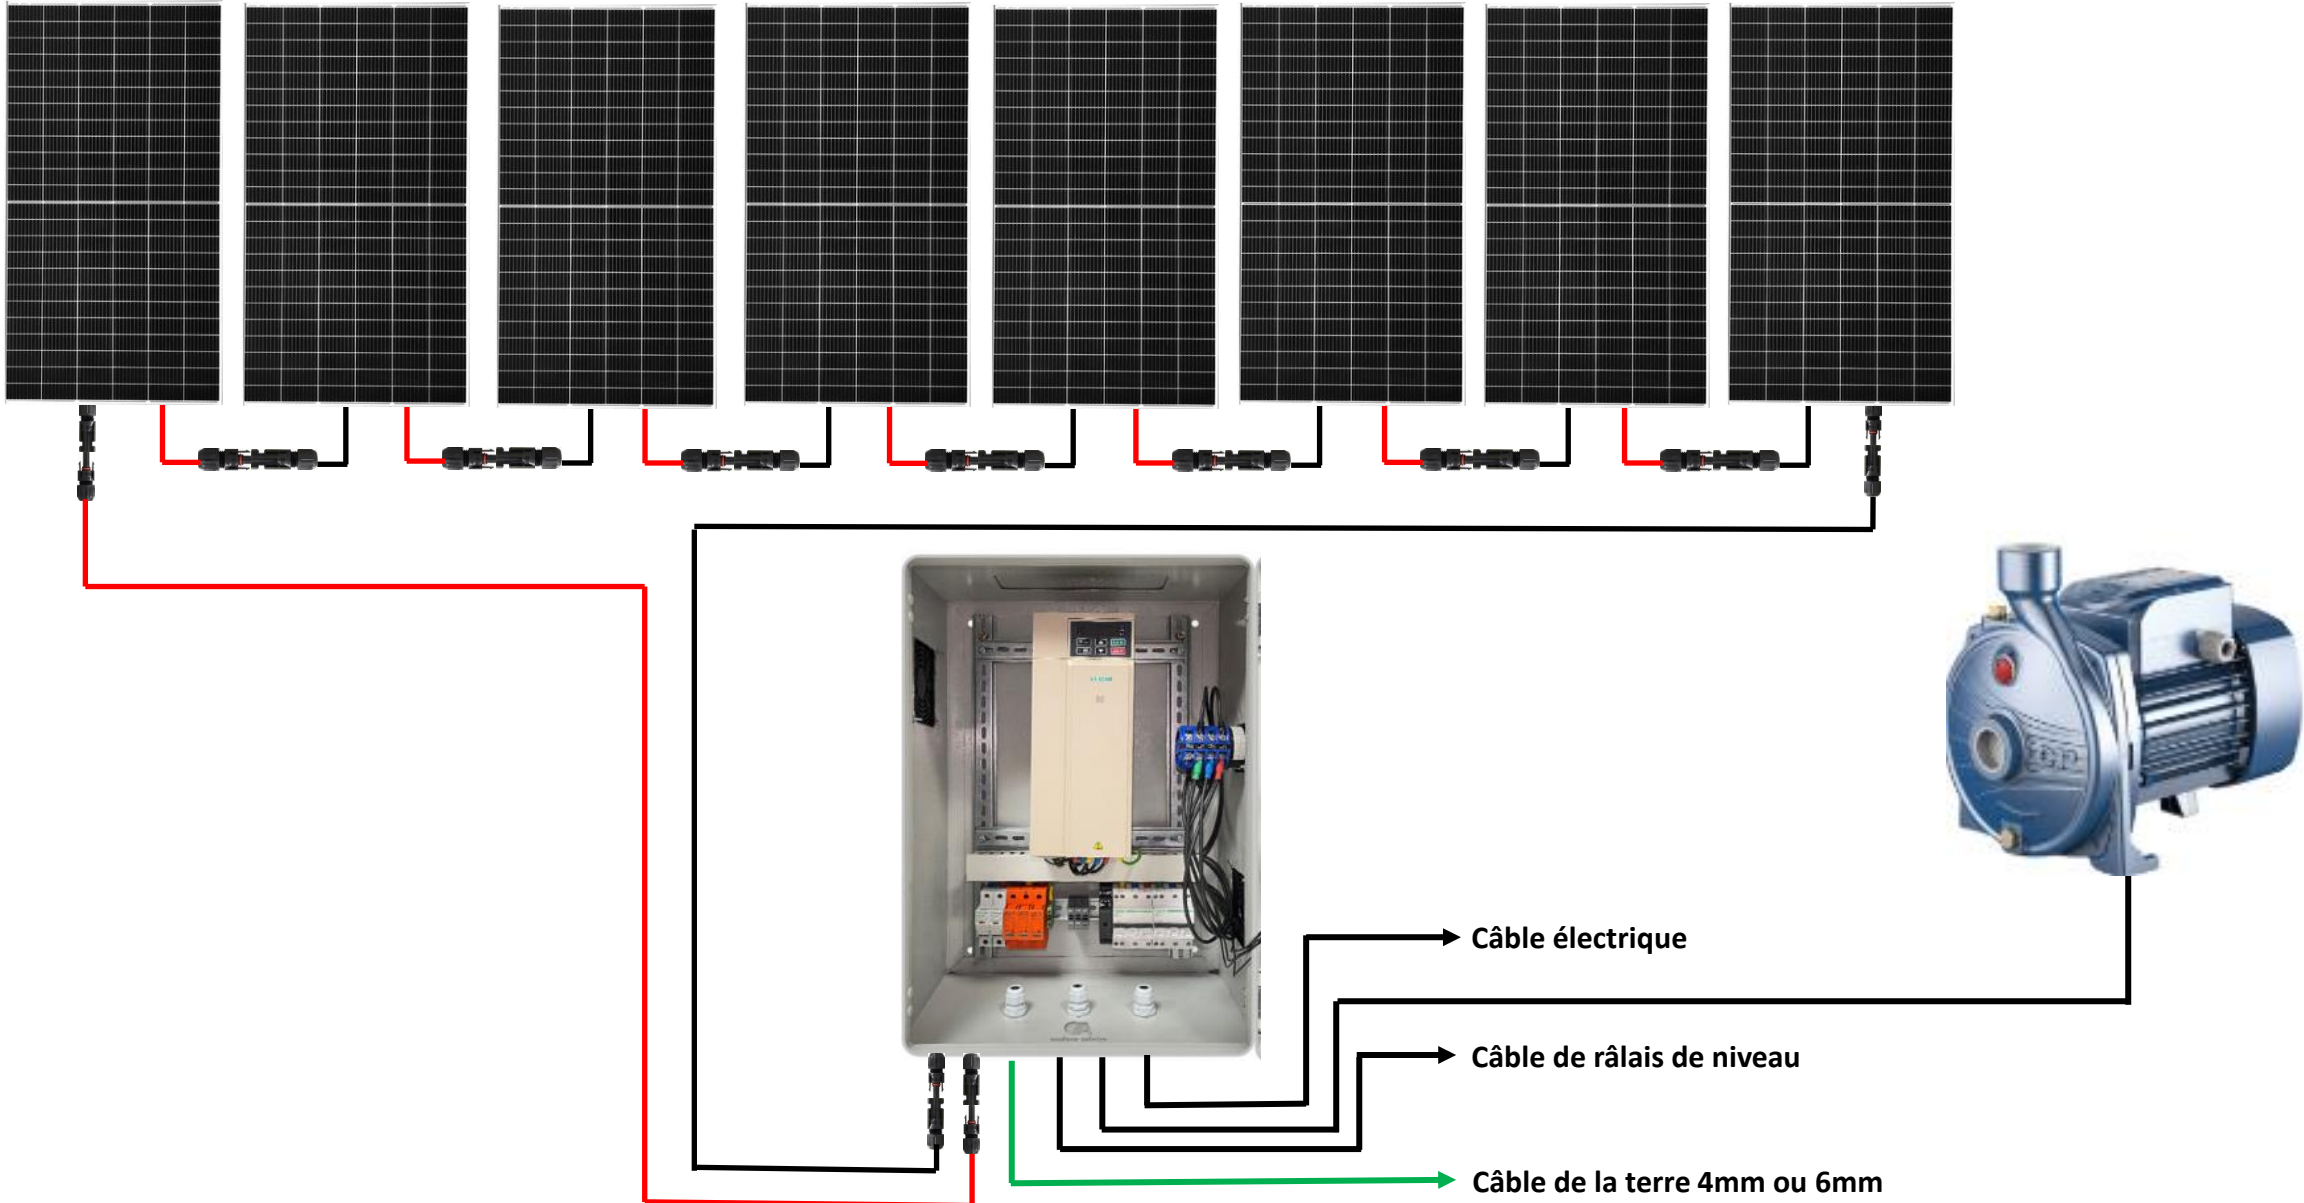 Câble électrique
Câble de râlais de niveau
Câble de la terre 4mm ou 6mm